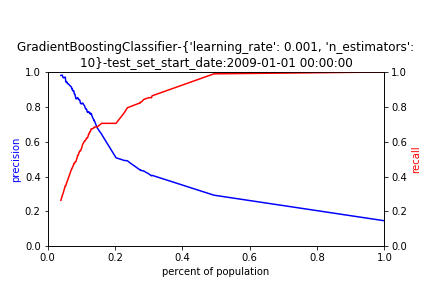 GradientBoostingClassifier-{'learning_rate': 0.001, 'n_estimators':
10}-test_set_start_date:2009-01-01 00:00:00
1.0
0.8
0.6
0.4
0.2
0.0
precision
1.0
0.8
0.6
0.4
0.2
0.0
recall
0.0 0.2 0.4 0.6 0.8 1.0
percent of population